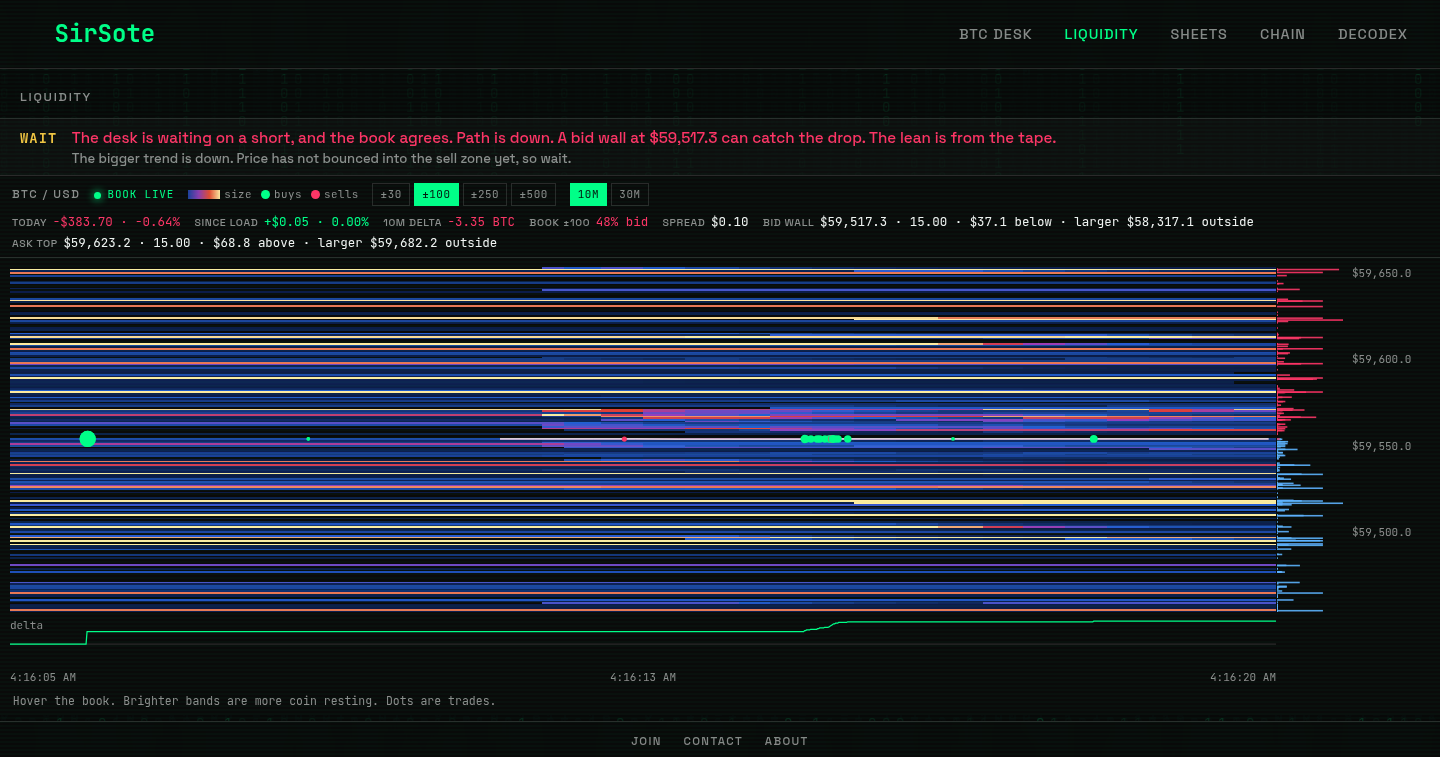 SirSote
BTC DESK LIQUIDITY SHEETS CHAIN DECODEX
LIQUIDITY
WAIT The desk is waiting on a short, and the book agrees. Path is down. A bid wall at $59,517.3 can catch the drop. The lean is from the tape.
The bigger trend is down. Price has not bounced into the sell zone yet, so wait.
BTC / USD BOOK LIVE size buys sells ±30 ±100 ±250 ±500 10M 30M
TODAY -$383.70 · -0.64% SINCE LOAD +$0.05 · 0.00% 10M DELTA -3.35 BTC BOOK ±100 48% bid SPREAD $0.10 BID WALL $59,517.3 · 15.00 · $37.1 below · larger $58,317.1 outside
ASK TOP $59,623.2 · 15.00 · $68.8 above · larger $59,682.2 outside
$59,650.0
$59,600.0
$59,550.0
$59,500.0
delta
4:16:05 AM 4:16:13 AM 4:16:20 AM
Hover the book. Brighter bands are more coin resting. Dots are trades.
JOIN CONTACT ABOUT